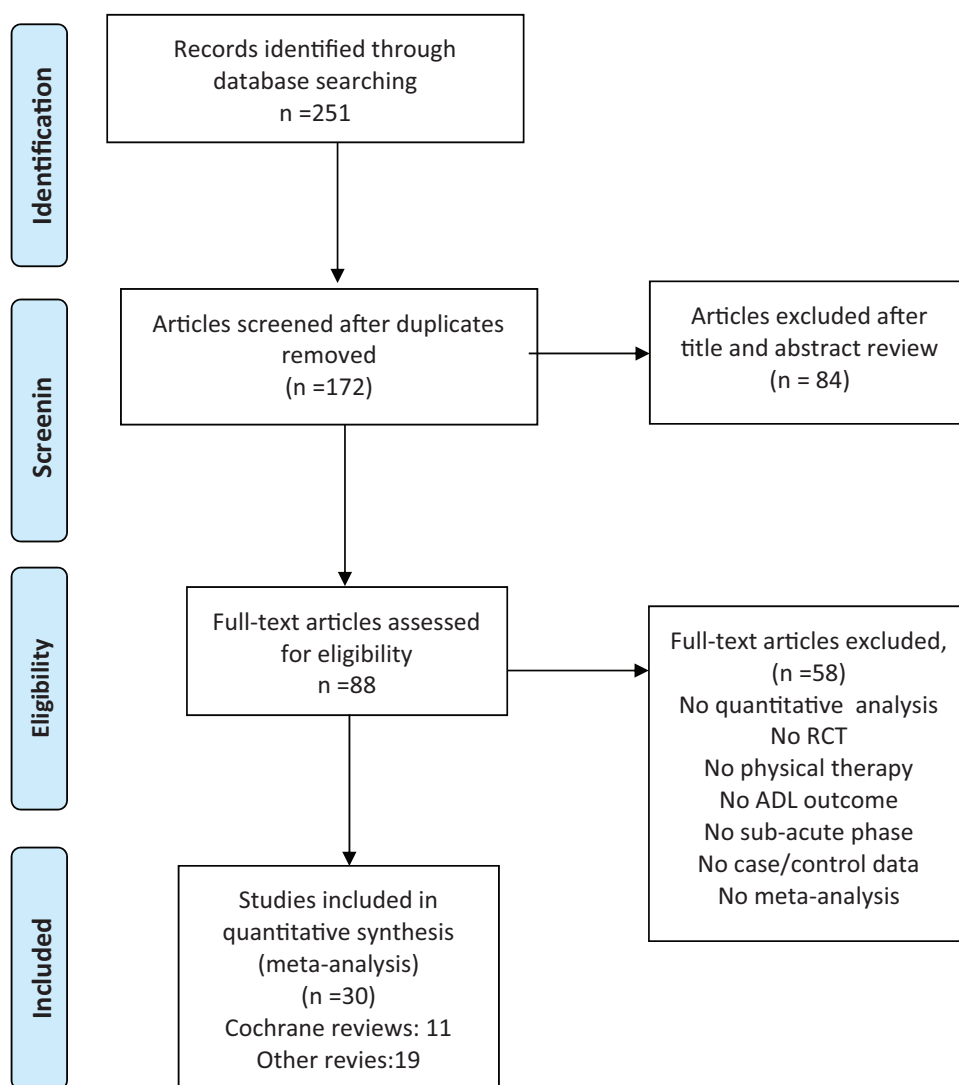 Identification
Records identified through
database searching
n =251
Screenin
Articles screened after duplicates
removed
(n =172)
Articles excluded after
title and abstract review
(n = 84)
Eligibility
Full-text articles assessed
for eligibility
n =88
Full-text articles excluded,
(n =58)
No quantitative analysis
No RCT
No physical therapy
No ADL outcome
No sub-acute phase
No case/control data
No meta-analysis
Included
Studies included in
quantitative synthesis
(meta-analysis)
(n =30)
Cochrane reviews: 11
Other revies:19